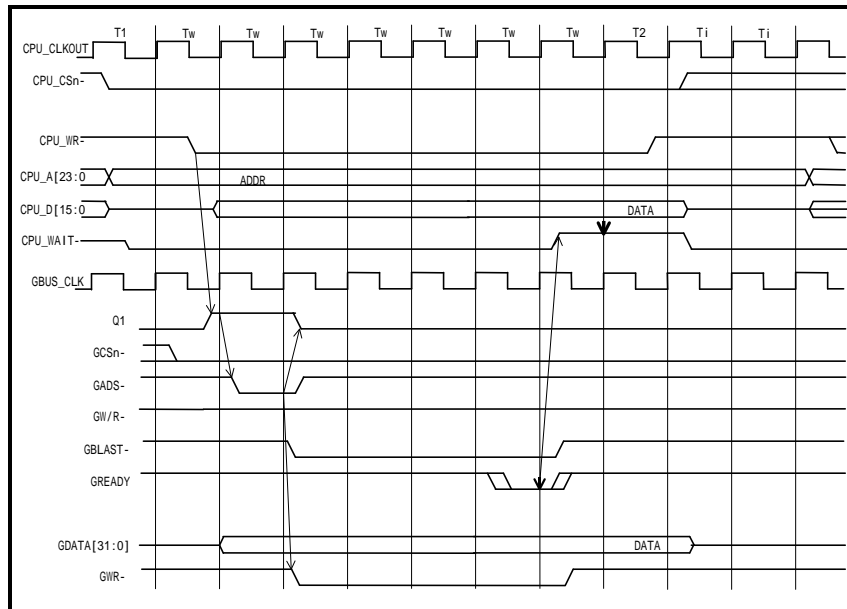 T1 Tw Tw Tw Tw Tw Tw Tw T2 Ti Ti
CPU_CLKOUT
CPU_CSn-
CPU_WR-
CPU_A[23:0
ADDR
CPU_D[15:0
DATA
CPU_WAIT-
GBUS_CLK
Q1
GCSn-
GADS-
GW/R-
GBLAST-
GREADY
GDATA[31:0]
DATA
GWR-